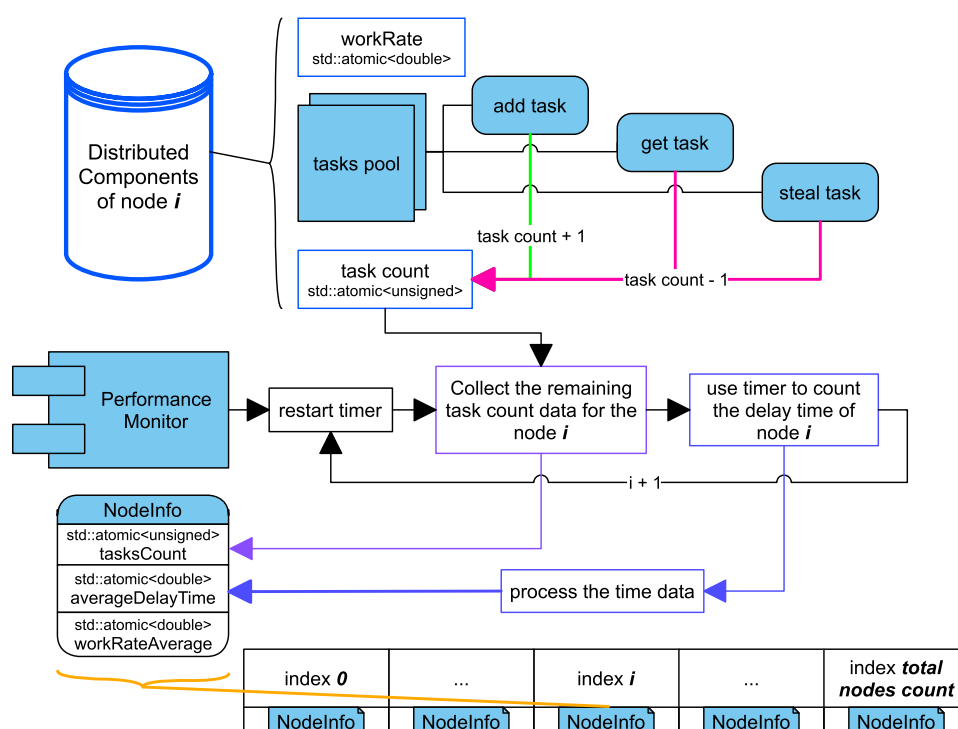 workRate
std::atomic<double>
Distributed
Components
of node i
tasks pool
add task
get task
steal task
task count + 1
task count
std::atomic<unsigned>
task count - 1
Performance
Monitor
restart timer
Collect the remaining
task count data for the
node i
use timer to count
the delay time of
node i
i + 1
NodeInfo
std::atomic<unsigned>
tasksCount
std::atomic<double>
averageDelayTime
std::atomic<double>
workRateAverage
process the time data
index 0
...
index i
...
index total
nodes count
NodeInfo
NodeInfo
NodeInfo
NodeInfo
NodeInfo